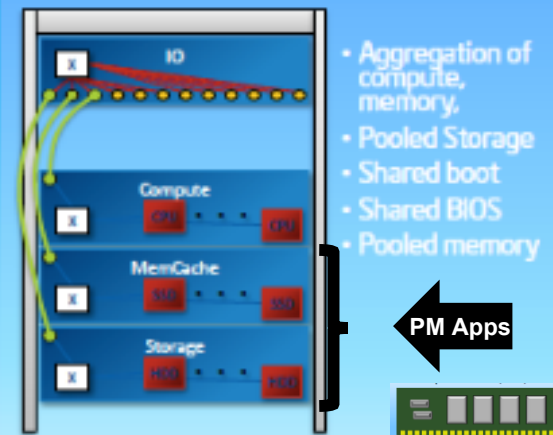 IO
X
• Aggregation of
compute,
memory,
• Pooled Storage
• Shared boot
• Shared BIOS
• Pooled memory
Compute
X
CPU
CPU
MemCache
X
SSD
SSD
PM Apps
Storage
X
HDD
HDD